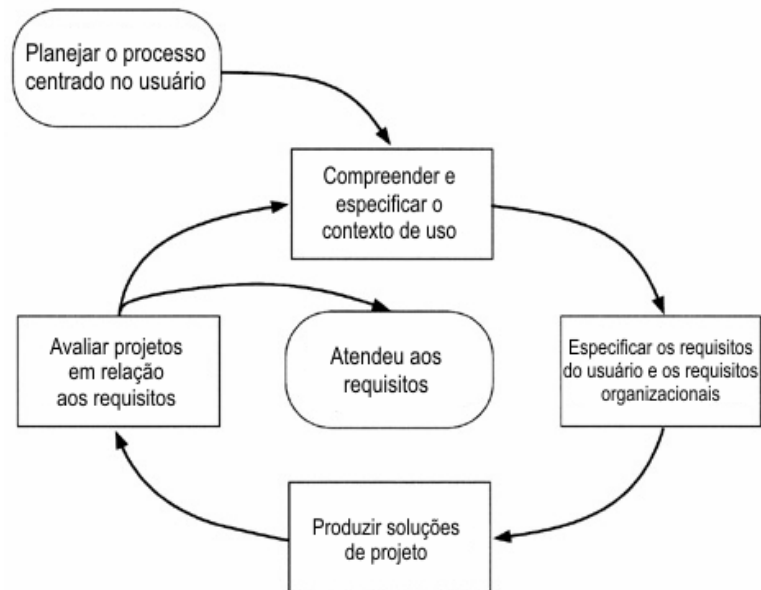 Planejar o processo
centrado no usuário
Compreender e
especificar o
contexto de uso
Avaliar projetos
em relação
aos requisitos
Atendeu aos
requisitos
Especificar os requisitos
do usuário e os requisitos
organizacionais
Produzir soluções
de projeto